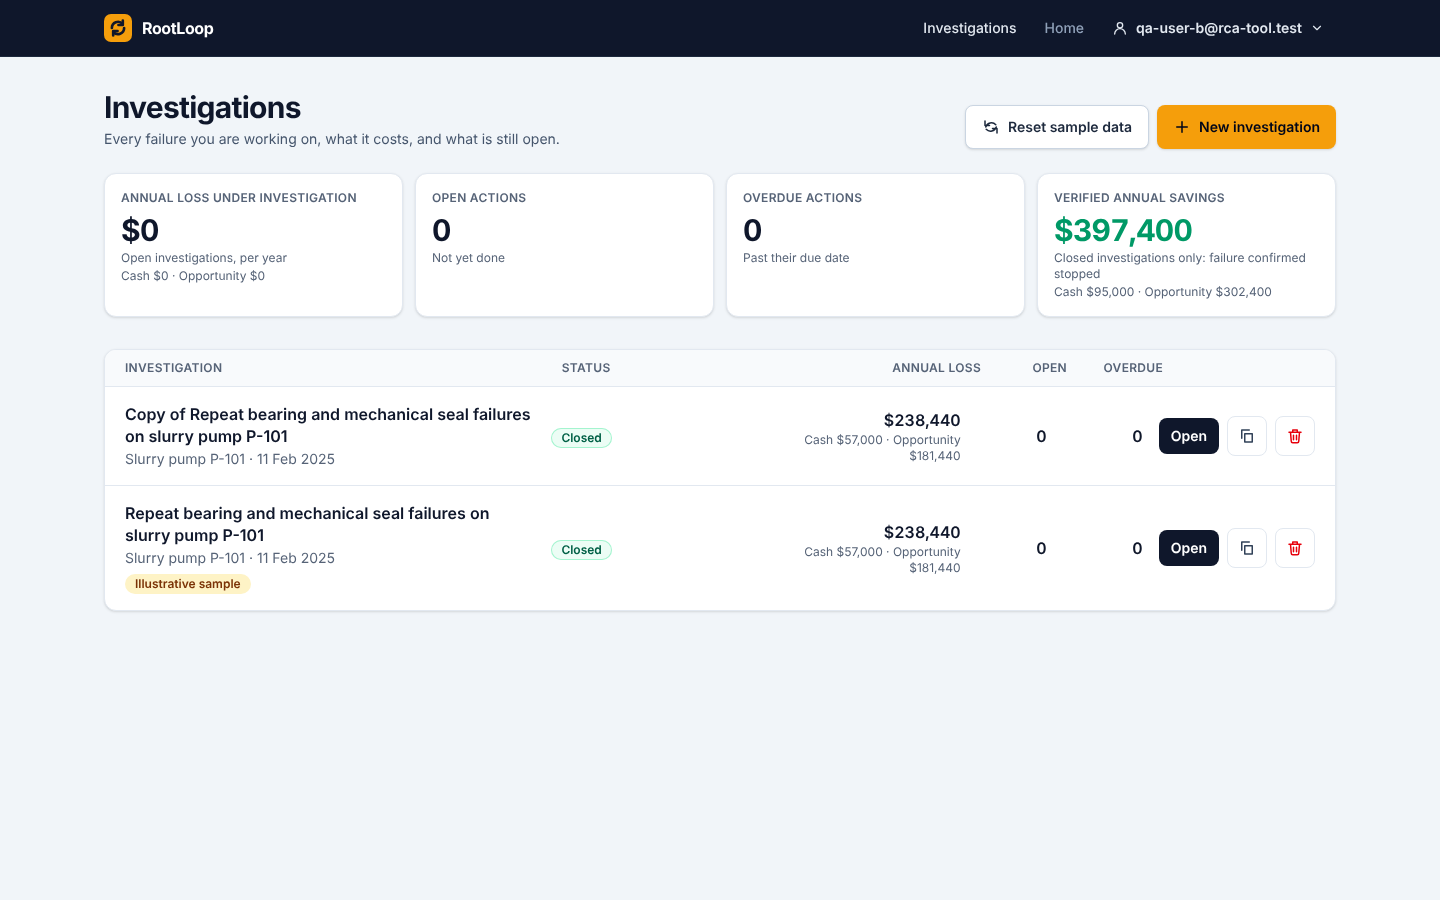 RootLoop
Investigations
Home
qa-user-b@rca-tool.test
Investigations
Every failure you are working on, what it costs, and what is still open.
Reset sample data
New investigation
ANNUAL LOSS UNDER INVESTIGATION
$0
Open investigations, per year
Cash $0 · Opportunity $0
OPEN ACTIONS
0
Not yet done
OVERDUE ACTIONS
0
Past their due date
VERIFIED ANNUAL SAVINGS
$397,400
Closed investigations only: failure confirmed
stopped
Cash $95,000 · Opportunity $302,400
INVESTIGATION
STATUS
ANNUAL LOSS
OPEN
OVERDUE
Copy of Repeat bearing and mechanical seal failures
on slurry pump P-101
Slurry pump P-101 · 11 Feb 2025
Closed
$238,440
Cash $57,000 · Opportunity
$181,440
0
0
Open
Repeat bearing and mechanical seal failures on
slurry pump P-101
Slurry pump P-101 · 11 Feb 2025
Illustrative sample
Closed
$238,440
Cash $57,000 · Opportunity
$181,440
0
0
Open